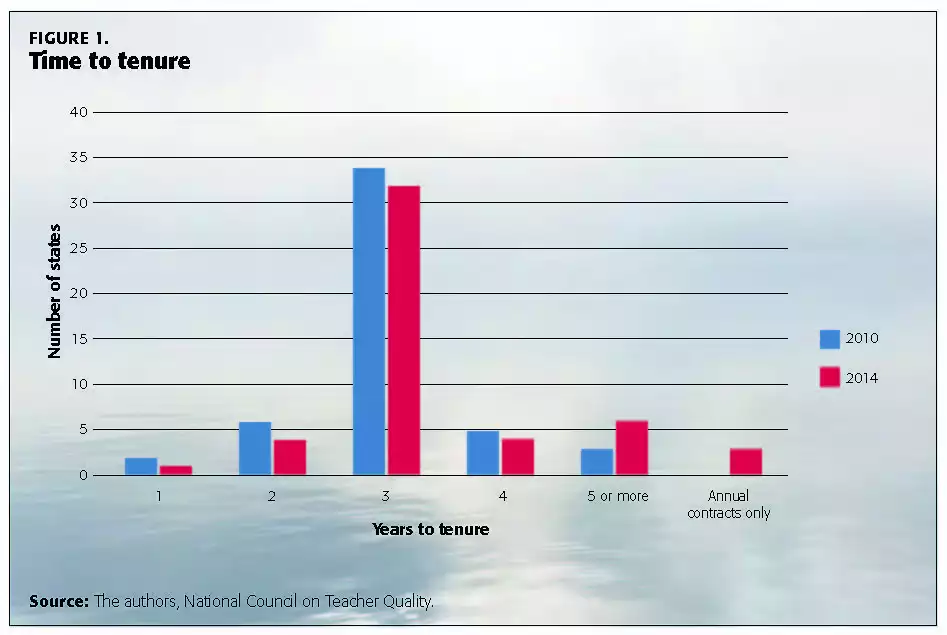 FIGURE 1.
Time to tenure
40
35
30
25
20
15
10
5
0
Number of states
1
2
3
4
5 or more
Annual
contracts only
Years to tenure
2010
2014
Source: The authors, National Council on Teacher Quality.